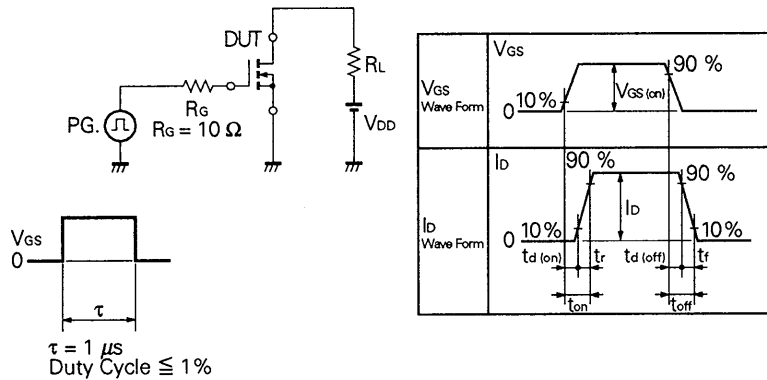 DUT
RL
RG
PG.
RG = 10 Ω
VDD
VGS
0
τ
τ = 1 μs
Duty Cycle ≦ 1%
VGS
Wave Form
VGS
90 %
VGS (on)
10 %
0
ID
Wave Form
ID
90 %
90 %
ID
0
10 %
10 %
td (on)
tr
td (off)
tf
ton
toff